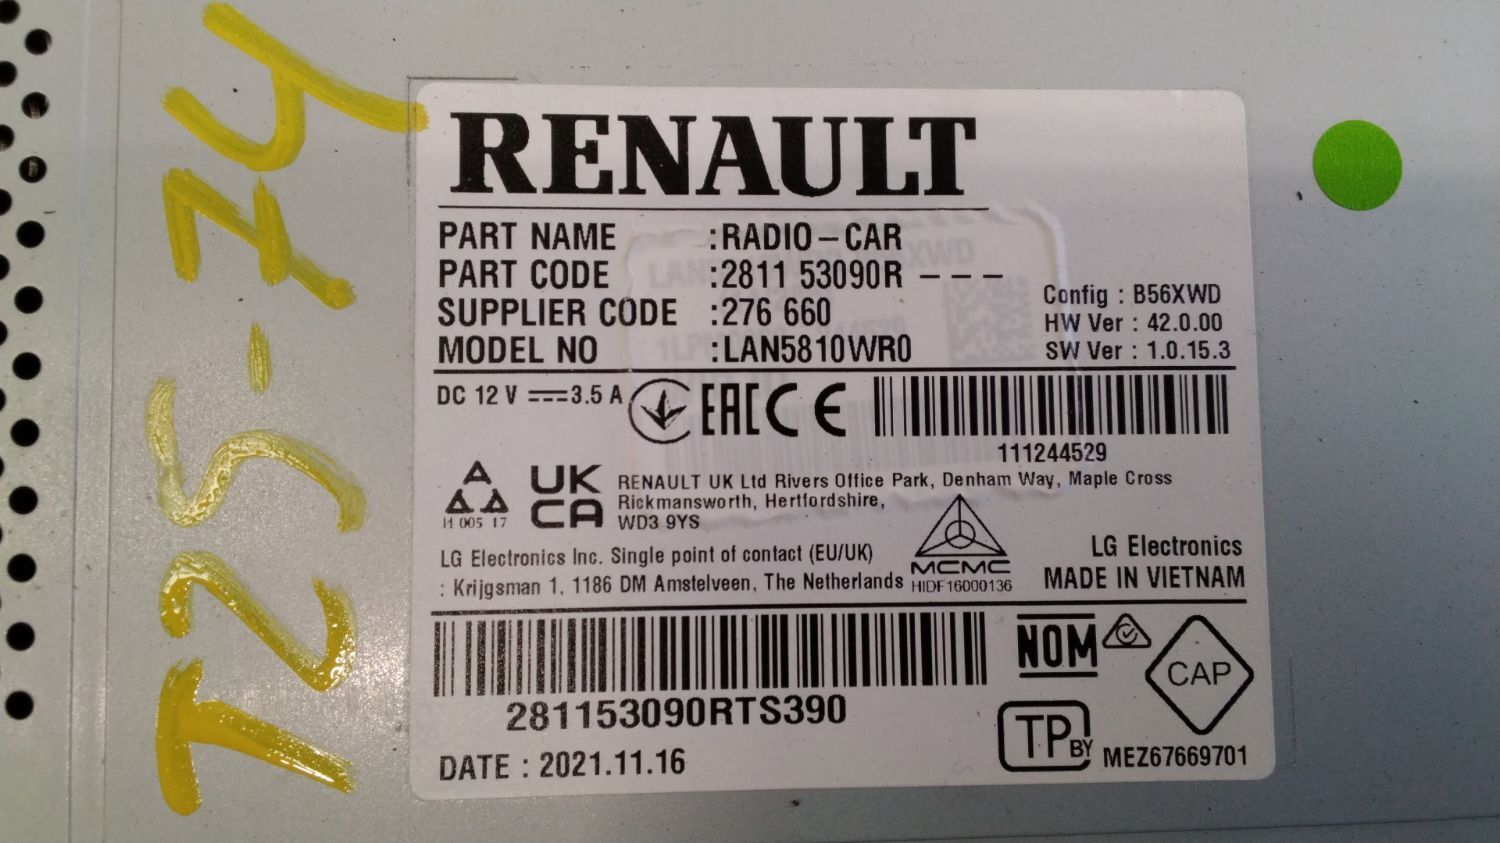 T25-74
RENAULT
PART NAME :RADIO-CAR
PART CODE :2811 53090R - - -
SUPPLIER CODE :276 660
MODEL NO :LAN5810WR0
Config : B56XWD
HW Ver : 42.0.00
SW Ver : 1.0.15.3
DC 12 V ⎓ 3.5 A
EAC CE
111244529
UK
CA
RENAULT UK Ltd Rivers Office Park, Denham Way, Maple Cross
Rickmansworth, Hertfordshire,
WD3 9YS
И 005 17
LG Electronics Inc. Single point of contact (EU/UK)
: Krijgsman 1, 1186 DM Amstelveen, The Netherlands
MCMC
HIDF16000136
LG Electronics
MADE IN VIETNAM
281153090RTS390
DATE : 2021.11.16
NOM
CAP
TP BY
MEZ67669701